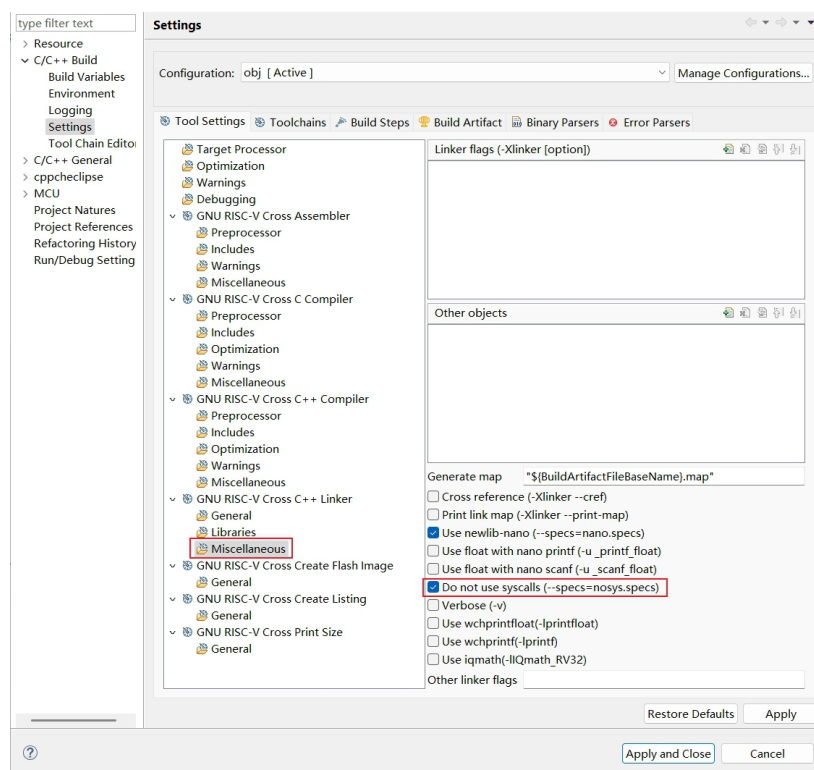 type filter text
Resource
C/C++ Build
Build Variables
Environment
Logging
Settings
Tool Chain Edito
C/C++ General
cppcheclipse
MCU
Project Natures
Project References
Refactoring History
Run/Debug Setting
Settings
Configuration: obj [ Active ]
Manage Configurations...
Tool Settings Toolchains Build Steps Build Artifact Binary Parsers Error Parsers
Target Processor
Optimization
Warnings
Debugging
GNU RISC-V Cross Assembler
Preprocessor
Includes
Warnings
Miscellaneous
GNU RISC-V Cross C Compiler
Preprocessor
Includes
Optimization
Warnings
Miscellaneous
GNU RISC-V Cross C++ Compiler
Preprocessor
Includes
Optimization
Warnings
Miscellaneous
GNU RISC-V Cross C++ Linker
General
Libraries
Miscellaneous
GNU RISC-V Cross Create Flash Image
General
GNU RISC-V Cross Create Listing
General
GNU RISC-V Cross Print Size
General
Linker flags (-Xlinker [option])
Other objects
Generate map "${BuildArtifactFileBaseName}.map"
Cross reference (-Xlinker --cref)
Print link map (-Xlinker --print-map)
Use newlib-nano (--specs=nano.specs)
Use float with nano printf (-u _printf_float)
Use float with nano scanf (-u _scanf_float)
Do not use syscalls (--specs=nosys.specs)
Verbose (-v)
Use wchprintfloat(-lprintfloat)
Use wchprintf(-lprintf)
Use iqmath(-lIQmath_RV32)
Other linker flags
Restore Defaults Apply
? Apply and Close Cancel